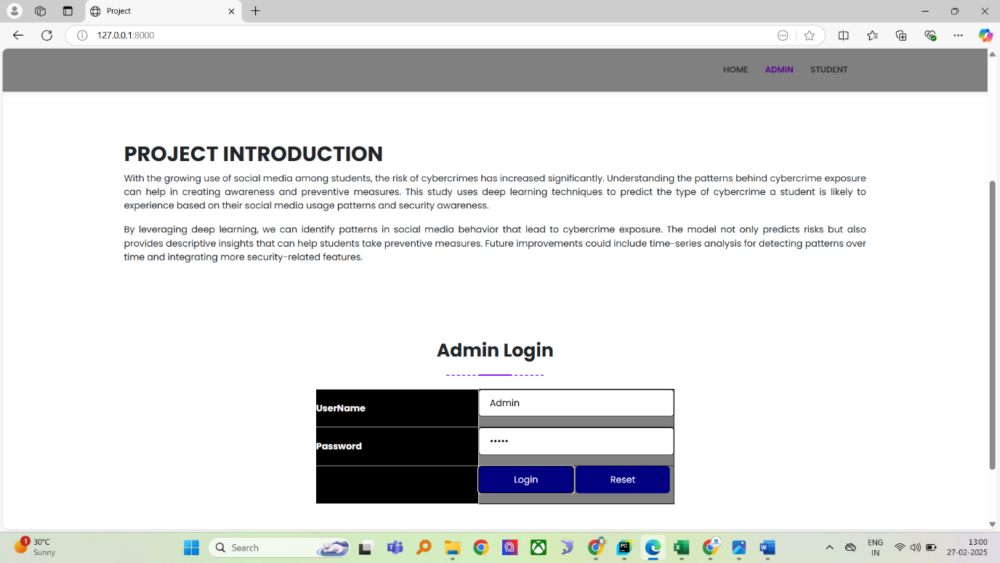 Project
127.0.0.1:8000
HOME ADMIN STUDENT
PROJECT INTRODUCTION
With the growing use of social media among students, the risk of cybercrimes has increased significantly. Understanding the patterns behind cybercrime exposure
can help in creating awareness and preventive measures. This study uses deep learning techniques to predict the type of cybercrime a student is likely to
experience based on their social media usage patterns and security awareness.
By leveraging deep learning, we can identify patterns in social media behavior that lead to cybercrime exposure. The model not only predicts risks but also
provides descriptive insights that can help students take preventive measures. Future improvements could include time-series analysis for detecting patterns over
time and integrating more security-related features.
Admin Login
UserName Admin
Password •••••
Login Reset
1 30°C
Sunny
Search
PC
ENG
IN
13:00
27-02-2025